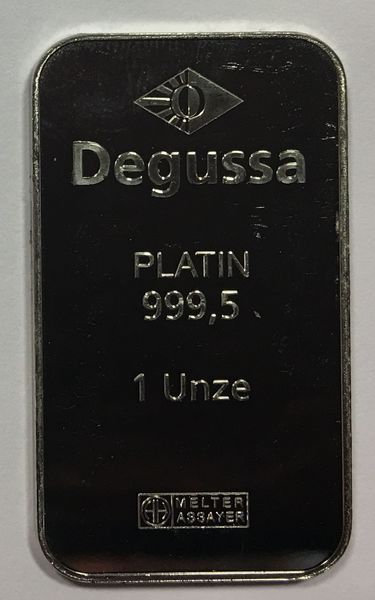 Degussa
PLATIN
999,5
1 Unze
MELTER
ASSAYER